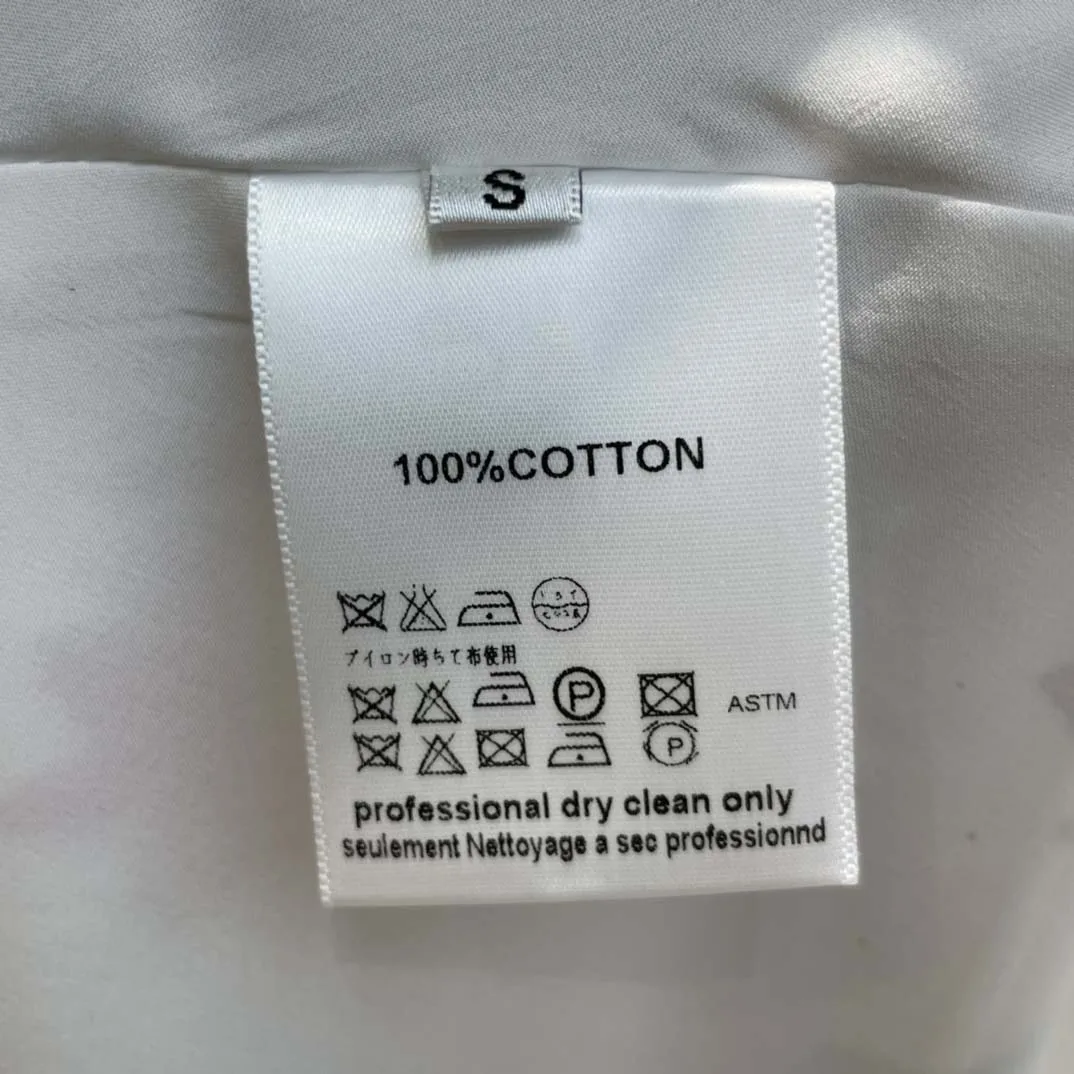 S
100%COTTON
アイロン時ちて布使用
P
ASTM
P
professional dry clean only
seulement Nettoyage a sec professionnd